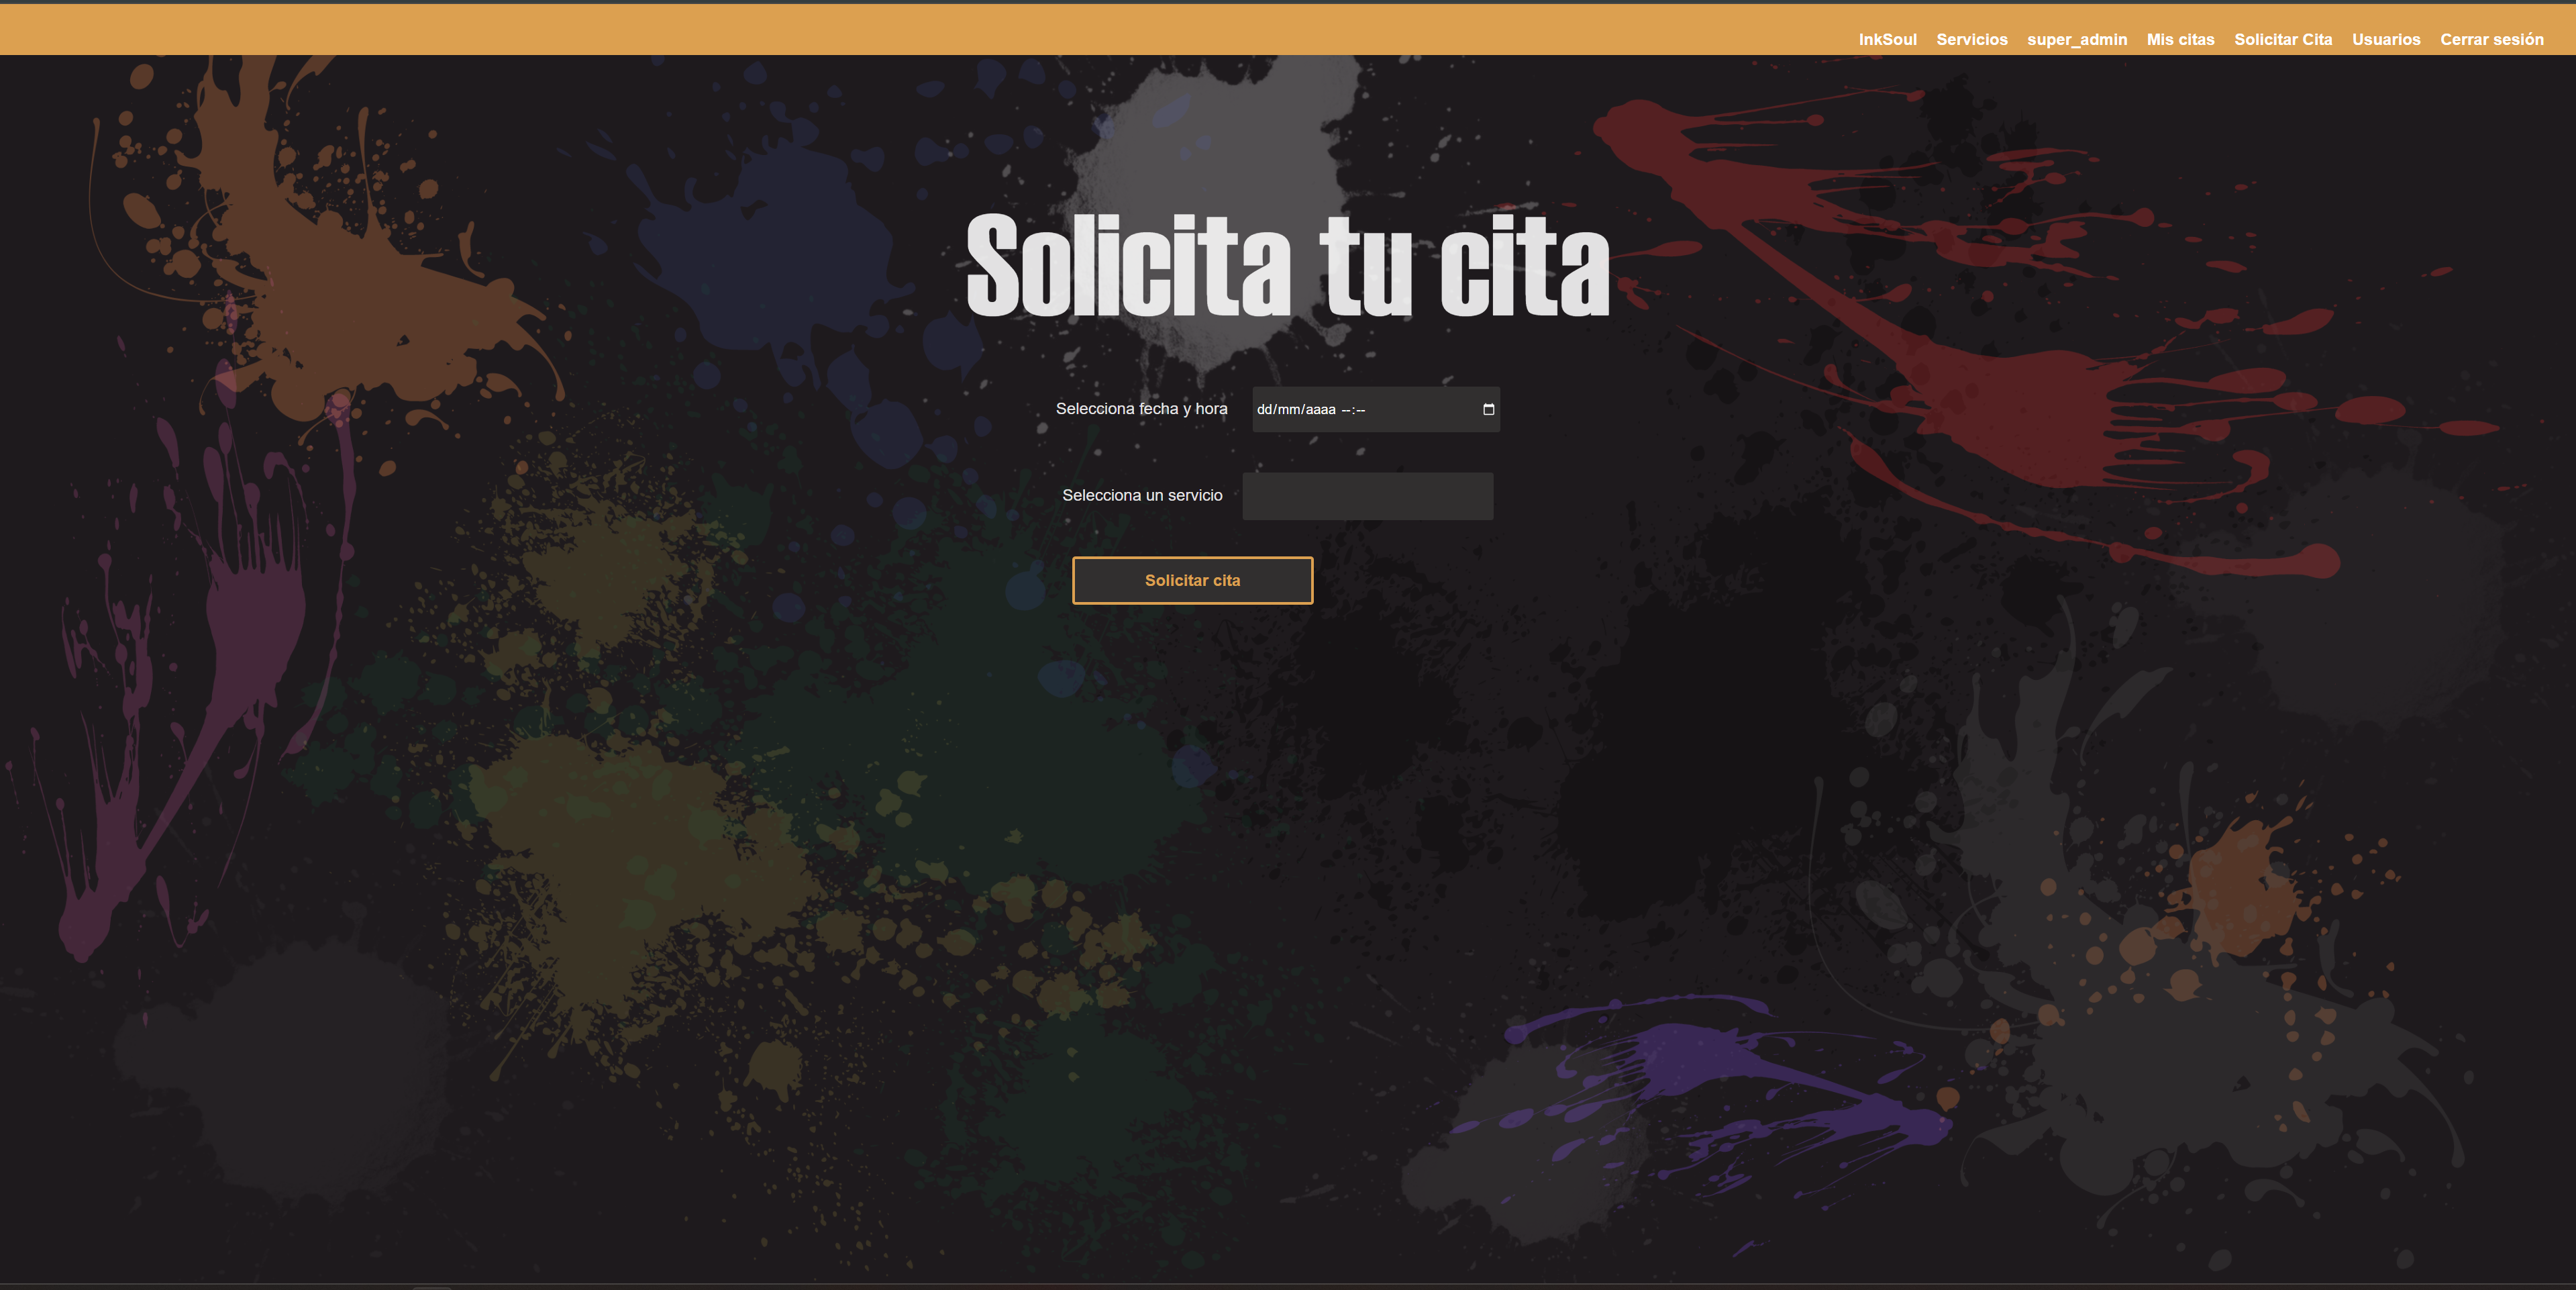 InkSoul Servicios super_admin Mis citas Solicitar Cita Usuarios Cerrar sesión
Solicita tu cita
Selecciona fecha y hora dd/mm/aaaa --:--
Selecciona un servicio
Solicitar cita